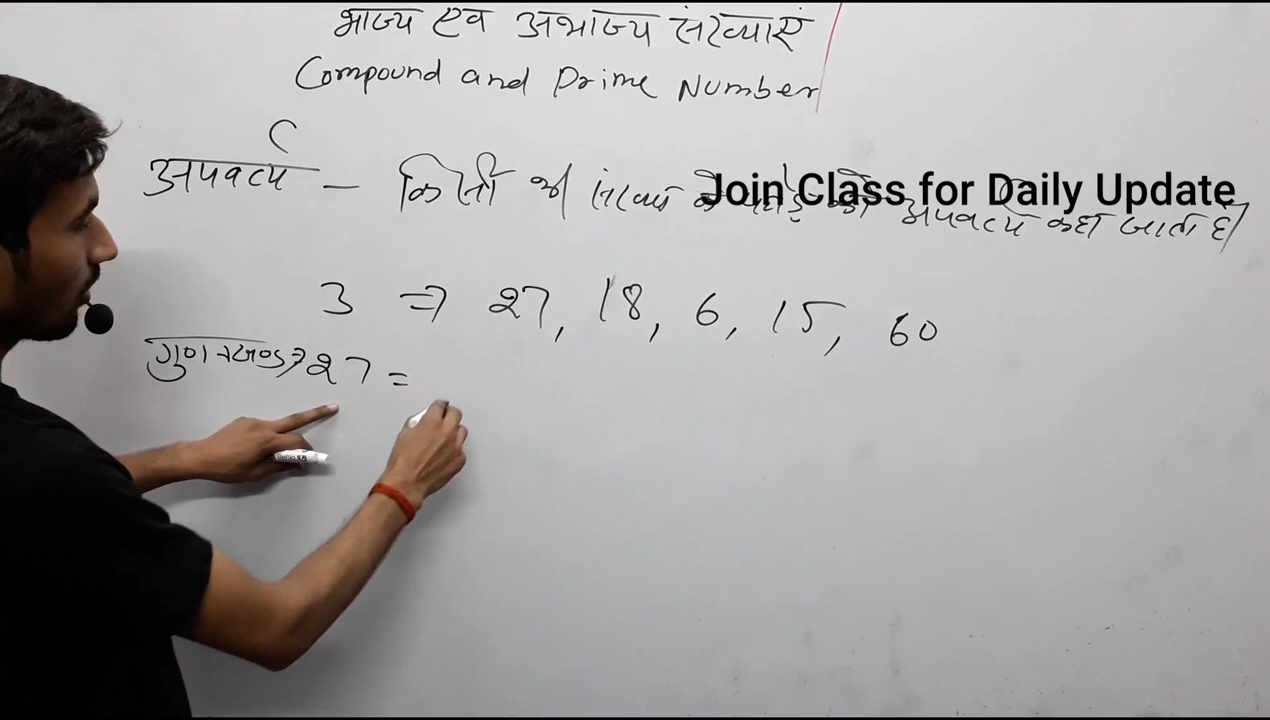 भाज्य एव अभाज्य संख्याएं
Compound and Prime Number
अपवर्त्य – किसी भी संख्या के पहाड़े को अपवर्त्य कहा जाता है।
Join Class for Daily Update
3 ⇒ 27, 18, 6, 15, 60
गुणनखण्ड ⇒ 27 =